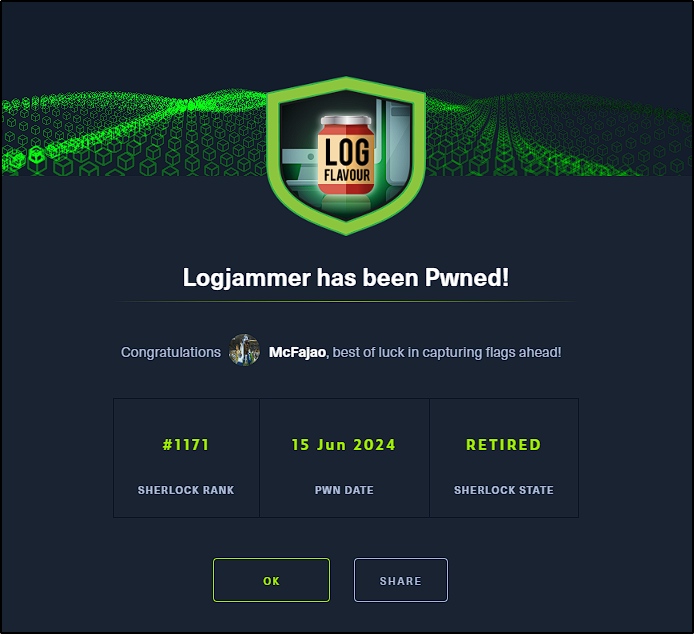 LOG
FLAVOUR
Logjammer has been Pwned!
Congratulations McFajao, best of luck in capturing flags ahead!
#1171 15 Jun 2024 RETIRED
SHERLOCK RANK PWN DATE SHERLOCK STATE
OK SHARE